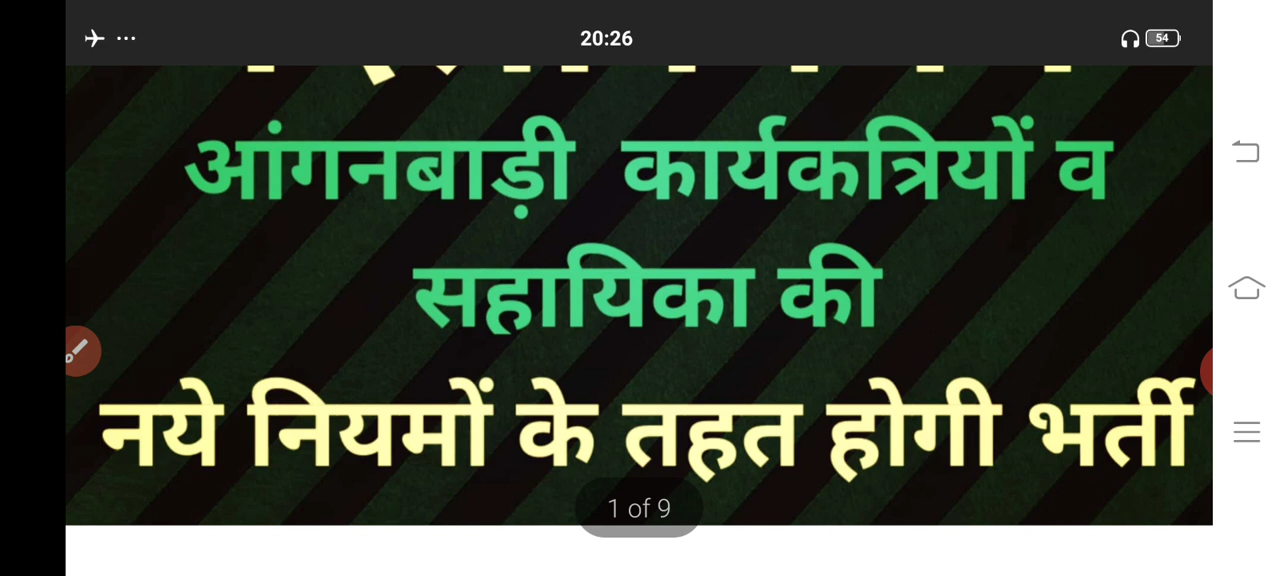 20:26
54
आंगनबाड़ी कार्यकत्रियों व
सहायिका की
नये नियमों के तहत होगी भर्ती
1 of 9